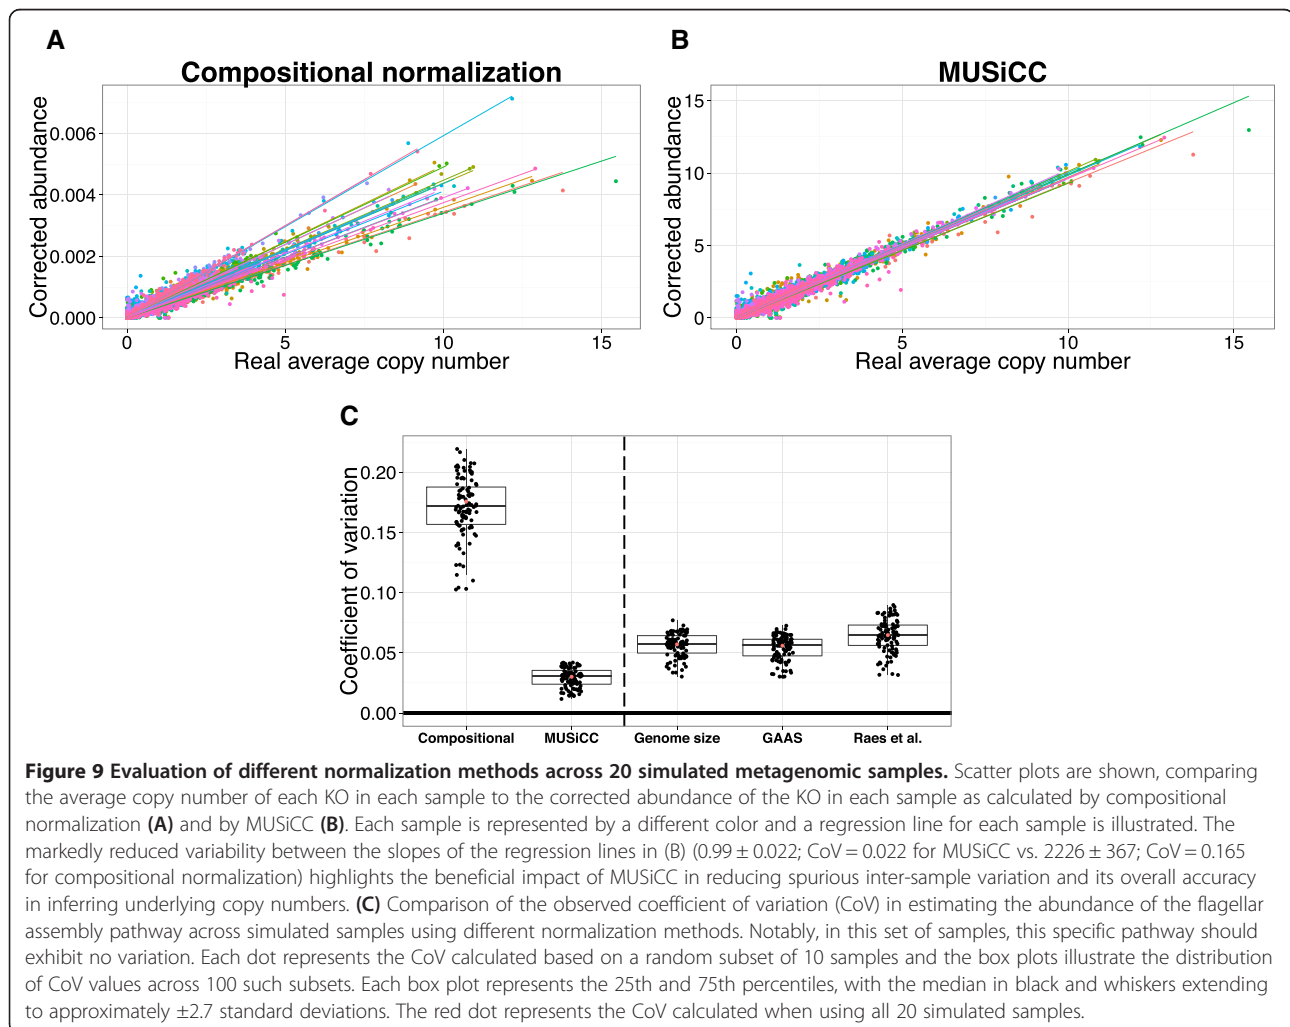 A
B
Compositional normalization
MUSiCC
Corrected abundance
0.006
0.004
0.002
0.000
0
5
10
15
Real average copy number
Corrected abundance
15
10
5
0
0
5
10
15
Real average copy number
C
Coefficient of variation
0.20
0.15
0.10
0.05
0.00
Compositional
MUSiCC
Genome size
GAAS
Raes et al.
Figure 9 Evaluation of different normalization methods across 20 simulated metagenomic samples. Scatter plots are shown, comparing
the average copy number of each KO in each sample to the corrected abundance of the KO in each sample as calculated by compositional
normalization (A) and by MUSiCC (B). Each sample is represented by a different color and a regression line for each sample is illustrated. The
markedly reduced variability between the slopes of the regression lines in (B) (0.99 ± 0.022; CoV = 0.022 for MUSiCC vs. 2226 ± 367; CoV = 0.165
for compositional normalization) highlights the beneficial impact of MUSiCC in reducing spurious inter-sample variation and its overall accuracy
in inferring underlying copy numbers. (C) Comparison of the observed coefficient of variation (CoV) in estimating the abundance of the flagellar
assembly pathway across simulated samples using different normalization methods. Notably, in this set of samples, this specific pathway should
exhibit no variation. Each dot represents the CoV calculated based on a random subset of 10 samples and the box plots illustrate the distribution
of CoV values across 100 such subsets. Each box plot represents the 25th and 75th percentiles, with the median in black and whiskers extending
to approximately ±2.7 standard deviations. The red dot represents the CoV calculated when using all 20 simulated samples.